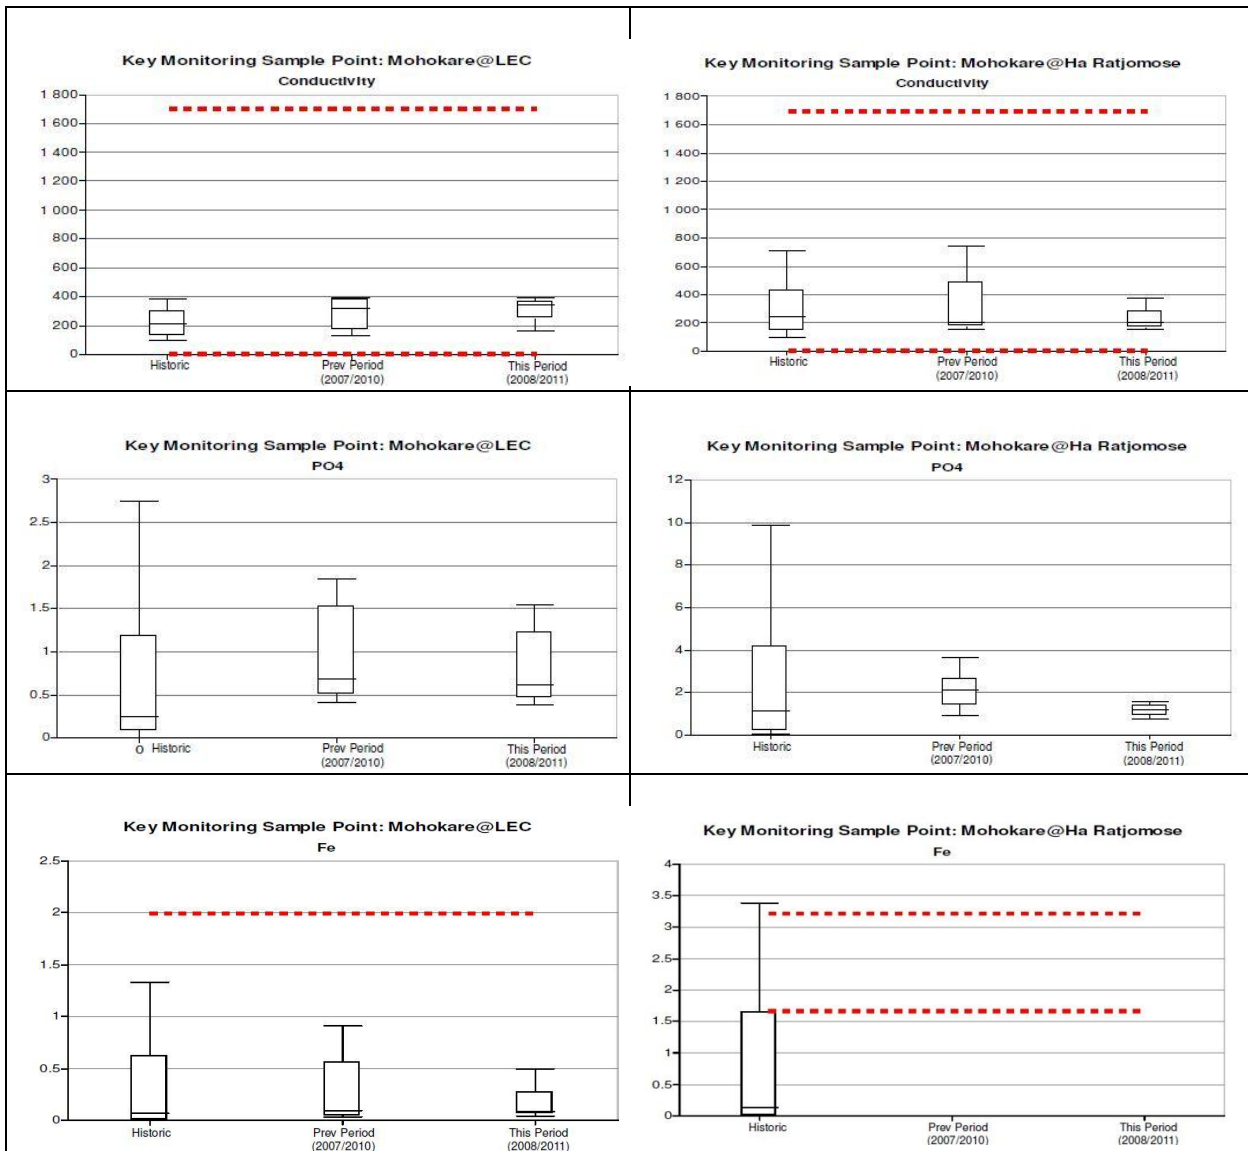 Key Monitoring Sample Point: Mohokare@LEC
Conductivity
1 800
1 600
1 400
1 200
1 000
800
600
400
200
0
Historic
Prev Period
(2007/2010)
This Period
(2008/2011)
Key Monitoring Sample Point: Mohokare@Ha Ratjomose
Conductivity
1 800
1 600
1 400
1 200
1 000
800
600
400
200
0
Historic
Prev Period
(2007/2010)
This Period
(2008/2011)
Key Monitoring Sample Point: Mohokare@LEC
PO4
3
2.5
2
1.5
1
0.5
0
o Historic
Prev Period
(2007/2010)
This Period
(2008/2011)
Key Monitoring Sample Point: Mohokare@Ha Ratjomose
PO4
12
10
8
6
4
2
0
Historic
Prev Period
(2007/2010)
This Period
(2008/2011)
Key Monitoring Sample Point: Mohokare@LEC
Fe
2.5
2
1.5
1
0.5
0
Historic
Prev Period
(2007/2010)
This Period
(2008/2011)
Key Monitoring Sample Point: Mohokare@Ha Ratjomose
Fe
4
3.5
3
2.5
2
1.5
1
0.5
0
Historic
Prev Period
(2007/2010)
This Period
(2008/2011)